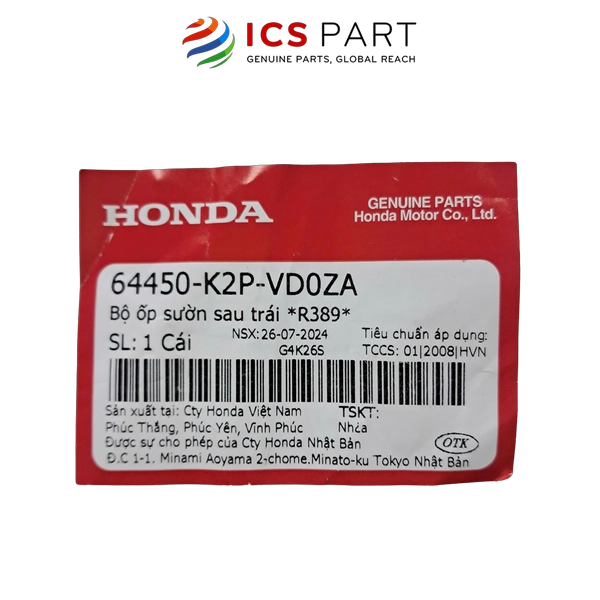 ICS PART
GENUINE PARTS, GLOBAL REACH
HONDA
GENUINE PARTS
Honda Motor Co., Ltd.
64450-K2P-VD0ZA
Bộ ốp sườn sau trái *R389*
SL: 1 Cái NSX: 26-07-2024 Tiêu chuẩn áp dụng:
G4K26S TCCS: 01|2008|HVN
Sản xuất tại: Cty Honda Việt Nam TSKT:
Phúc Thắng, Phúc Yên, Vĩnh Phúc Nhựa
Được sự cho phép của Cty Honda Nhật Bản OTK
Đ.C 1-1. Minami Aoyama 2-chome.Minato-ku Tokyo Nhật Bản